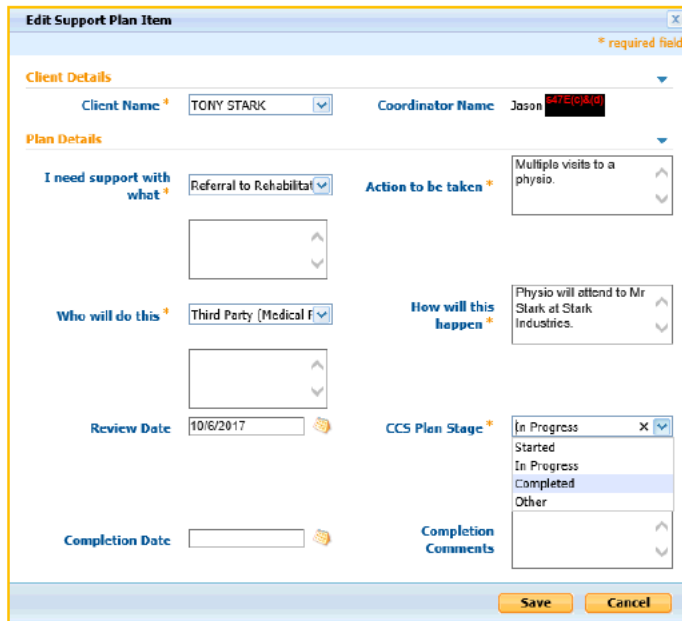 Edit Support Plan Item
x
* required field
Client Details
Client Name * TONY STARK Coordinator Name Jason s47E(c)&(d)
Plan Details
I need support with what * Referral to Rehabilitat Action to be taken * Multiple visits to a physio.
Who will do this * Third Party (Medical F How will this happen * Physio will attend to Mr Stark at Stark Industries.
Review Date 10/6/2017 CCS Plan Stage * In Progress x
Started
In Progress
Completed
Other
Completion Date Completion Comments
Save Cancel